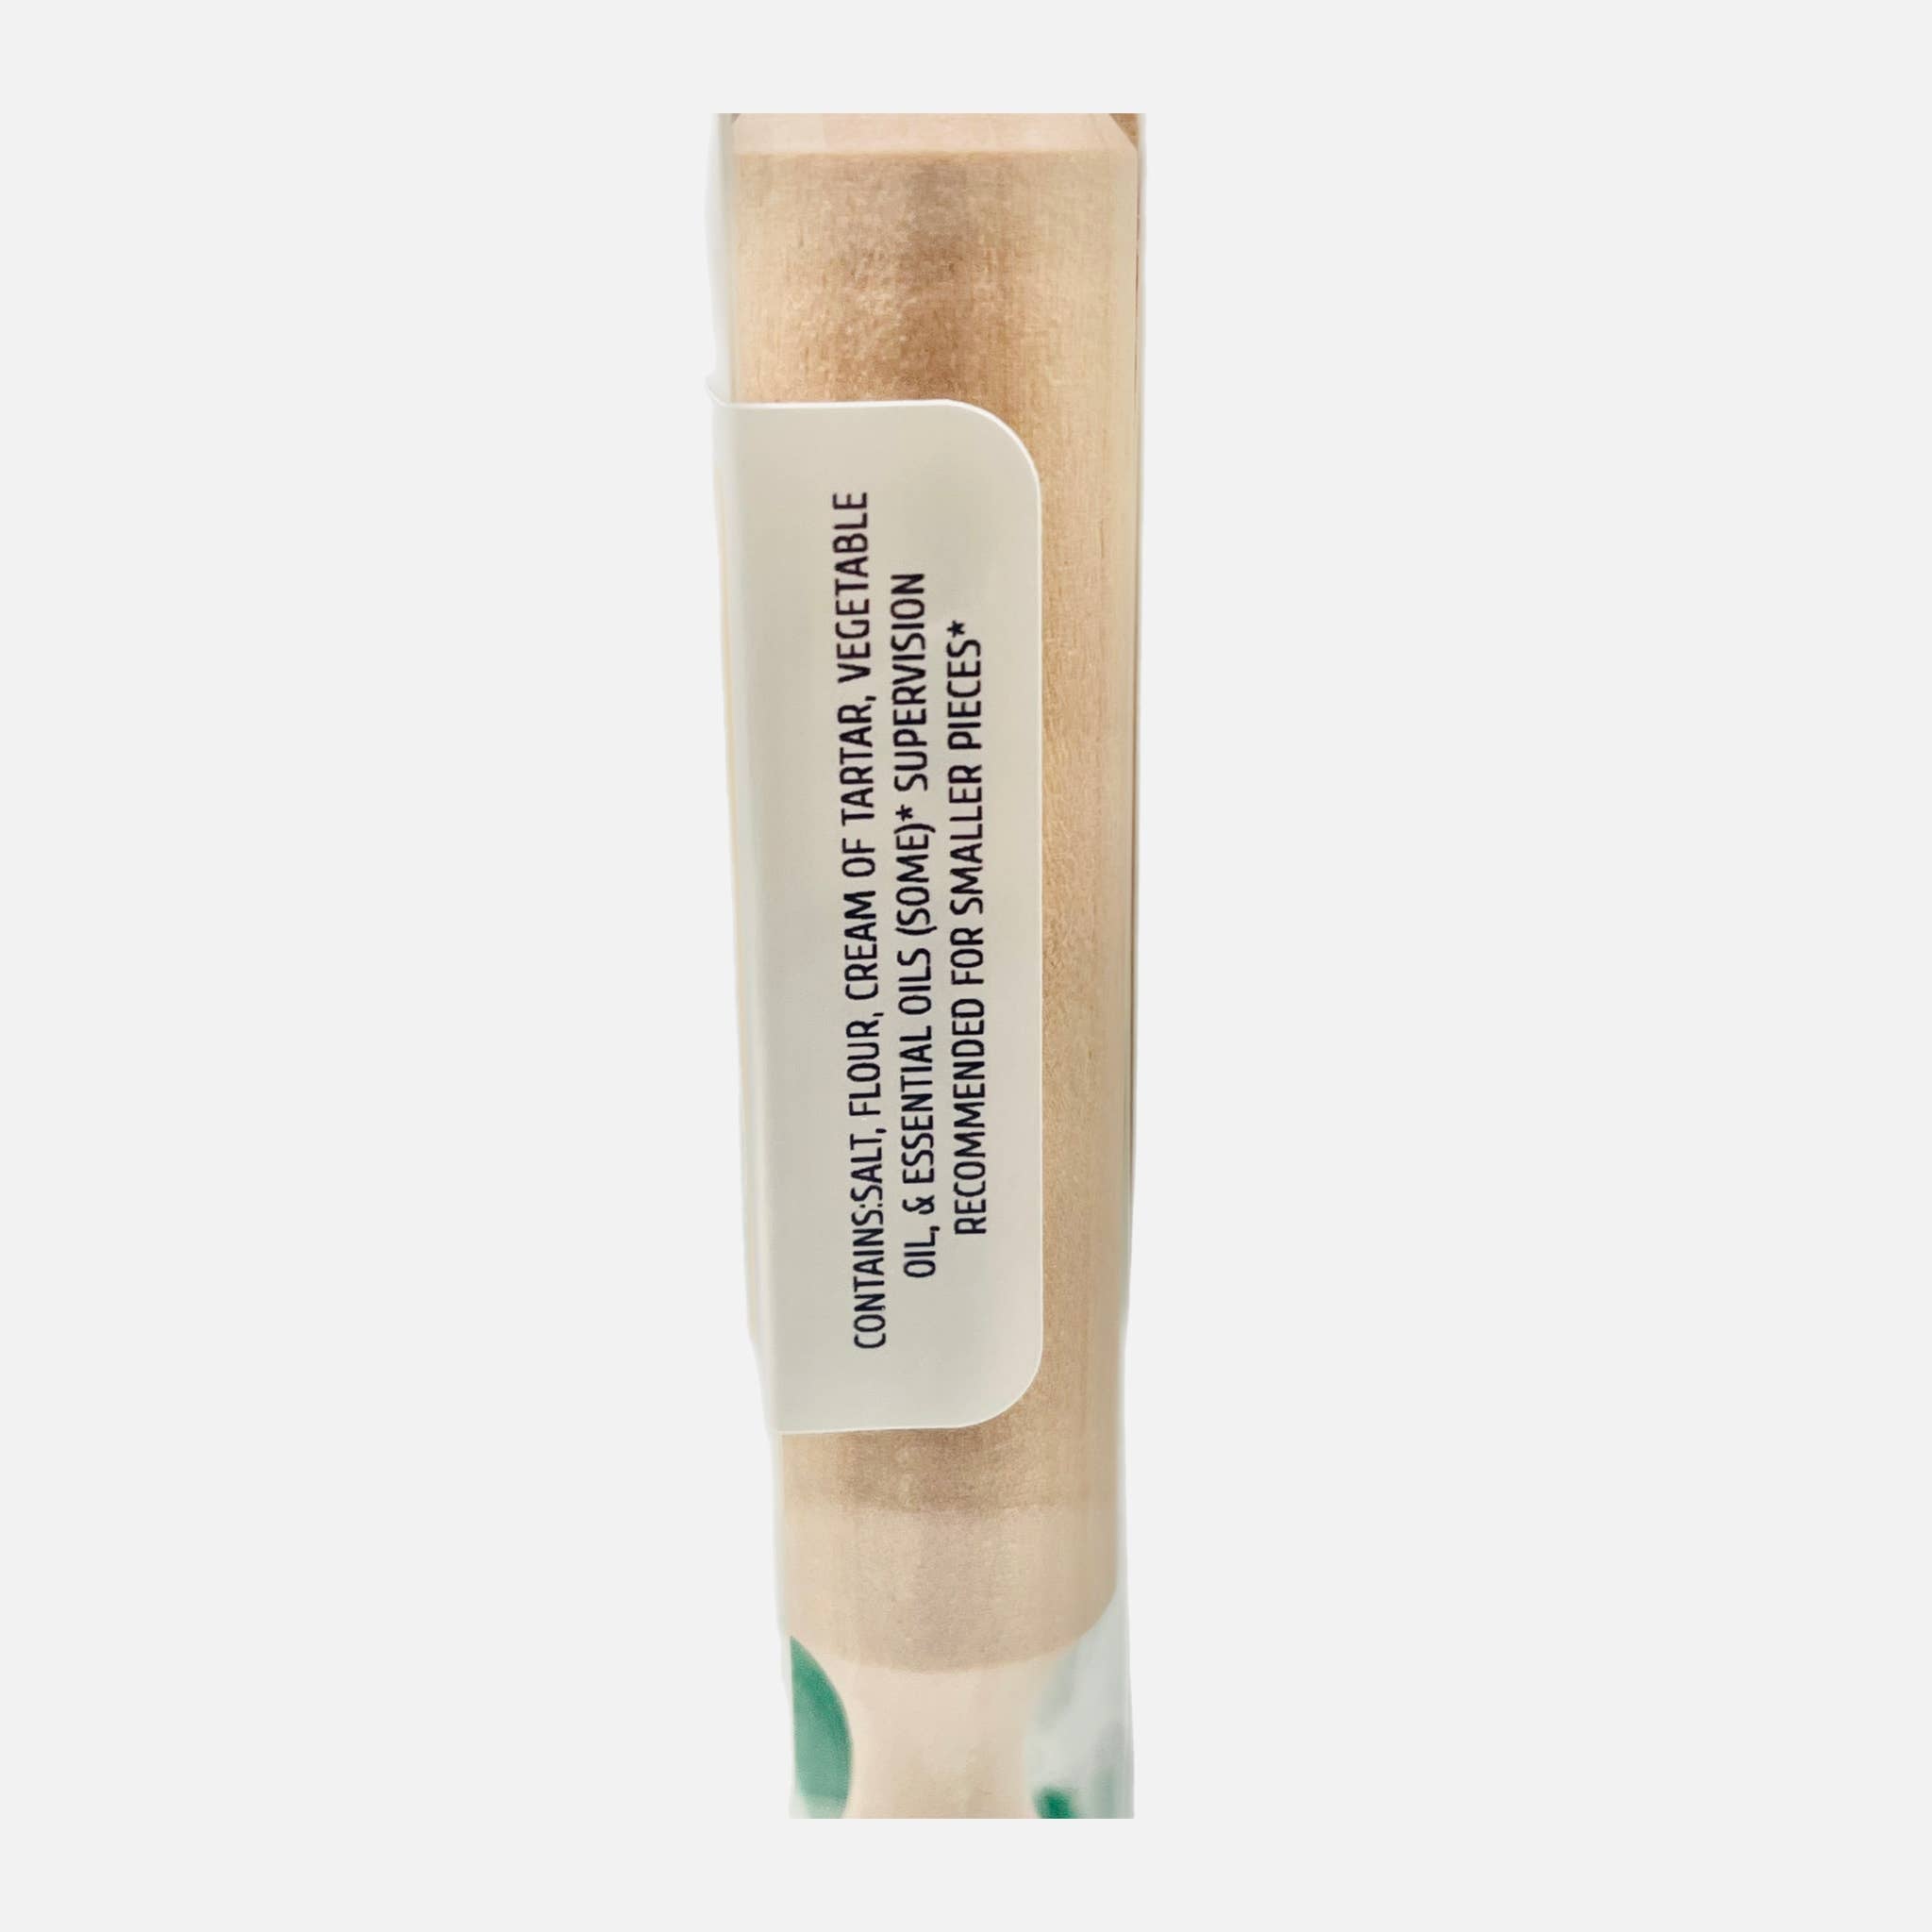 CONTAINS:SALT, FLOUR, CREAM OF TARTAR, VEGETABLE
OIL, & ESSENTIAL OILS (SOME)* SUPERVISION
RECOMMENDED FOR SMALLER PIECES*